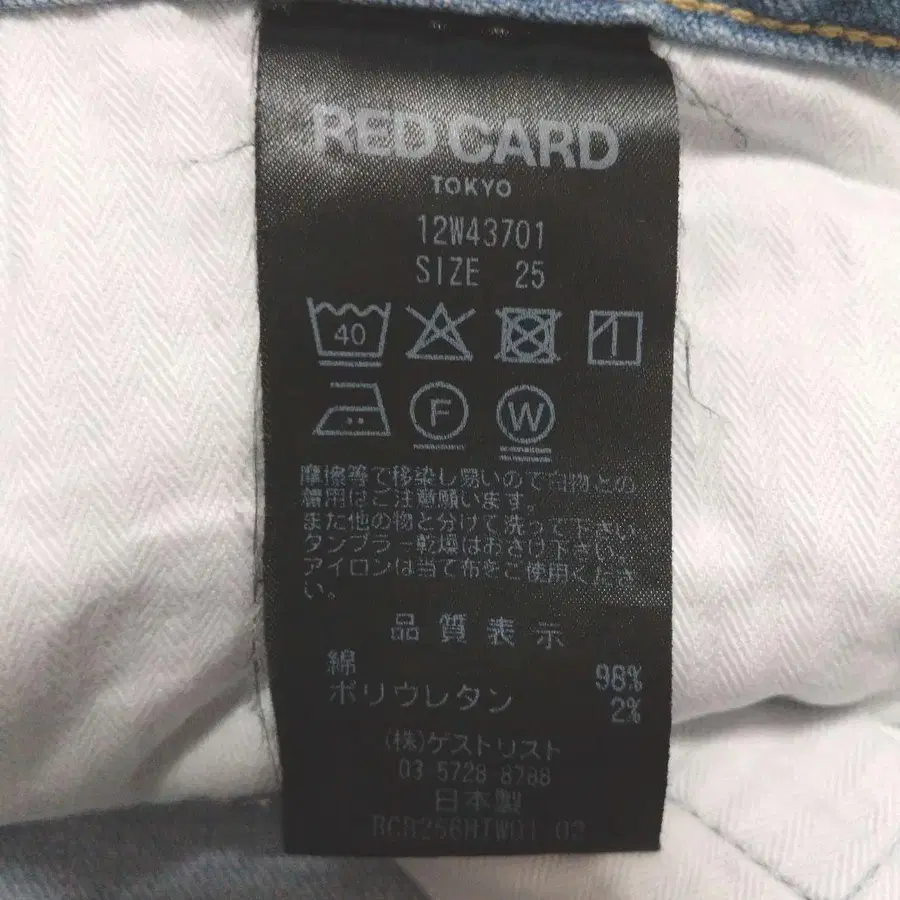 RED CARD
TOKYO
12W43701
SIZE 25
40
F
W
摩擦等で移染し易いので白物との
着用はご注意願います。
また他の物と分けて洗って下さい。
タンブラー乾燥はおさけ下さい。
アイロンは当て布をご使用くださ
い。
品質表示
綿 98%
ポリウレタン 2%
(株)ゲストリスト
03 5728 8788
日本製